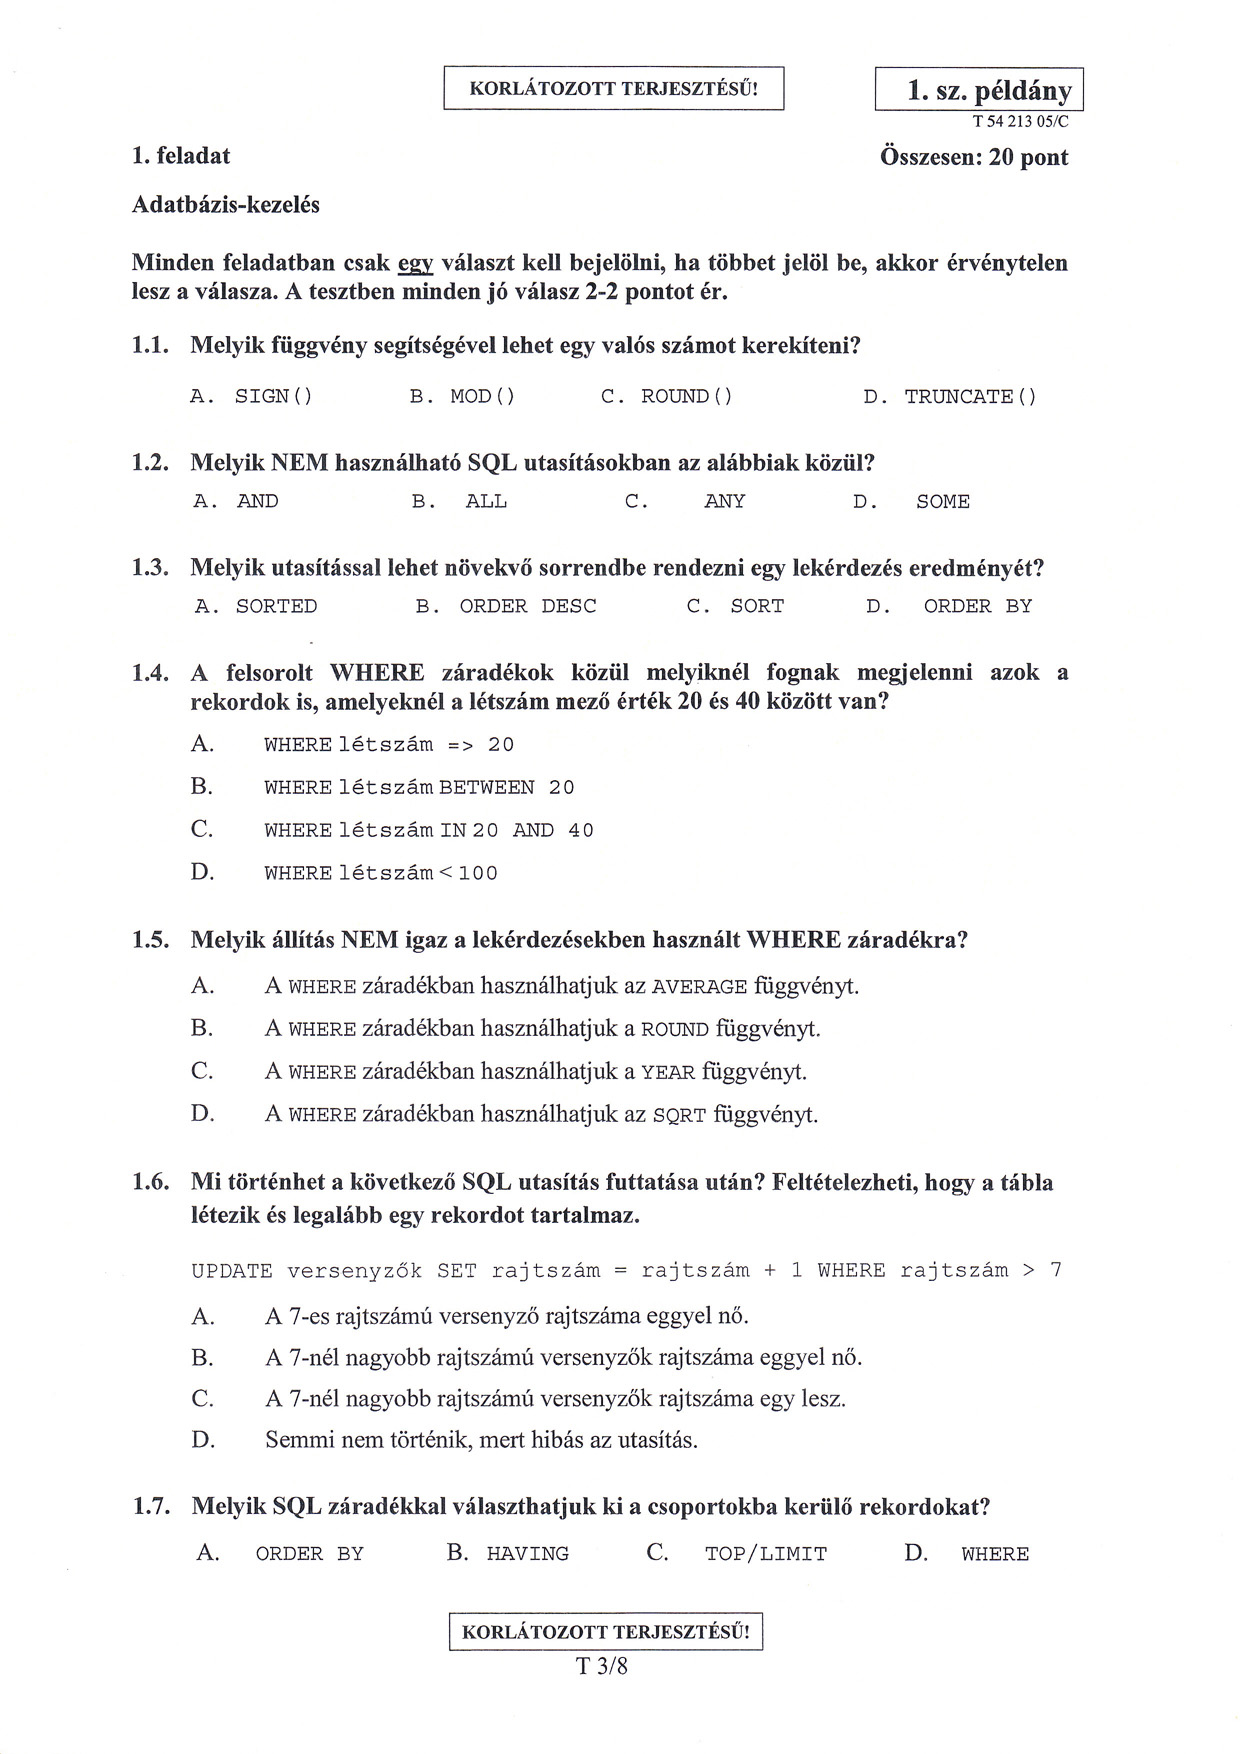 KORLÁTOZOTT TERJESZTÉSŰ!
1. sz. példány
T 54 213 05/C
1. feladat Összesen: 20 pont
Adatbázis-kezelés
Minden feladatban csak egy választ kell bejelölni, ha többet jelöl be, akkor érvénytelen
lesz a válasza. A tesztben minden jó válasz 2-2 pontot ér.
1.1. Melyik függvény segítségével lehet egy valós számot kerekíteni?
A. SIGN() B. MOD() C. ROUND() D. TRUNCATE()
1.2. Melyik NEM használható SQL utasításokban az alábbiak közül?
A. AND B. ALL C. ANY D. SOME
1.3. Melyik utasítással lehet növekvő sorrendbe rendezni egy lekérdezés eredményét?
A. SORTED B. ORDER DESC C. SORT D. ORDER BY
1.4. A felsorolt WHERE záradékok közül melyiknél fognak megjelenni azok a
rekordok is, amelyeknél a létszám mező érték 20 és 40 között van?
A. WHERE létszám => 20
B. WHERE létszám BETWEEN 20
C. WHERE létszám IN 20 AND 40
D. WHERE létszám < 100
1.5. Melyik állítás NEM igaz a lekérdezésekben használt WHERE záradékra?
A. A WHERE záradékban használhatjuk az AVERAGE függvényt.
B. A WHERE záradékban használhatjuk a ROUND függvényt.
C. A WHERE záradékban használhatjuk a YEAR függvényt.
D. A WHERE záradékban használhatjuk az SQRT függvényt.
1.6. Mi történhet a következő SQL utasítás futtatása után? Feltételezheti, hogy a tábla
létezik és legalább egy rekordot tartalmaz.
UPDATE versenyzők SET rajtszám = rajtszám + 1 WHERE rajtszám > 7
A. A 7-es rajtszámú versenyző rajtszáma eggyel nő.
B. A 7-nél nagyobb rajtszámú versenyzők rajtszáma eggyel nő.
C. A 7-nél nagyobb rajtszámú versenyzők rajtszáma egy lesz.
D. Semmi nem történik, mert hibás az utasítás.
1.7. Melyik SQL záradékkal választhatjuk ki a csoportokba kerülő rekordokat?
A. ORDER BY B. HAVING C. TOP/LIMIT D. WHERE
KORLÁTOZOTT TERJESZTÉSŰ!
T 3/8